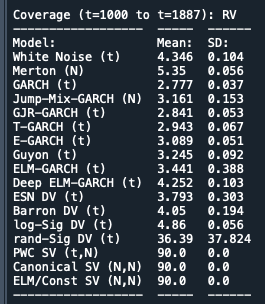 Coverage (t=1000 to t=1887): RV
------------------ ----- ------
Model: Mean: SD:
White Noise (t) 4.346 0.104
Merton (N) 5.35 0.056
GARCH (t) 2.777 0.037
Jump-Mix-GARCH (N) 3.161 0.153
GJR-GARCH (t) 2.841 0.053
T-GARCH (t) 2.943 0.067
E-GARCH (t) 3.089 0.051
Guyon (t) 3.245 0.092
ELM-GARCH (t) 3.441 0.388
Deep ELM-GARCH (t) 4.252 0.103
ESN DV (t) 3.793 0.303
Barron DV (t) 4.05 0.194
log-Sig DV (t) 4.86 0.056
rand-Sig DV (t) 36.39 37.824
PWC SV (t,N) 90.0 0.0
Canonical SV (N,N) 90.0 0.0
ELM/Const SV (N,N) 90.0 0.0
------------------ ----- ------